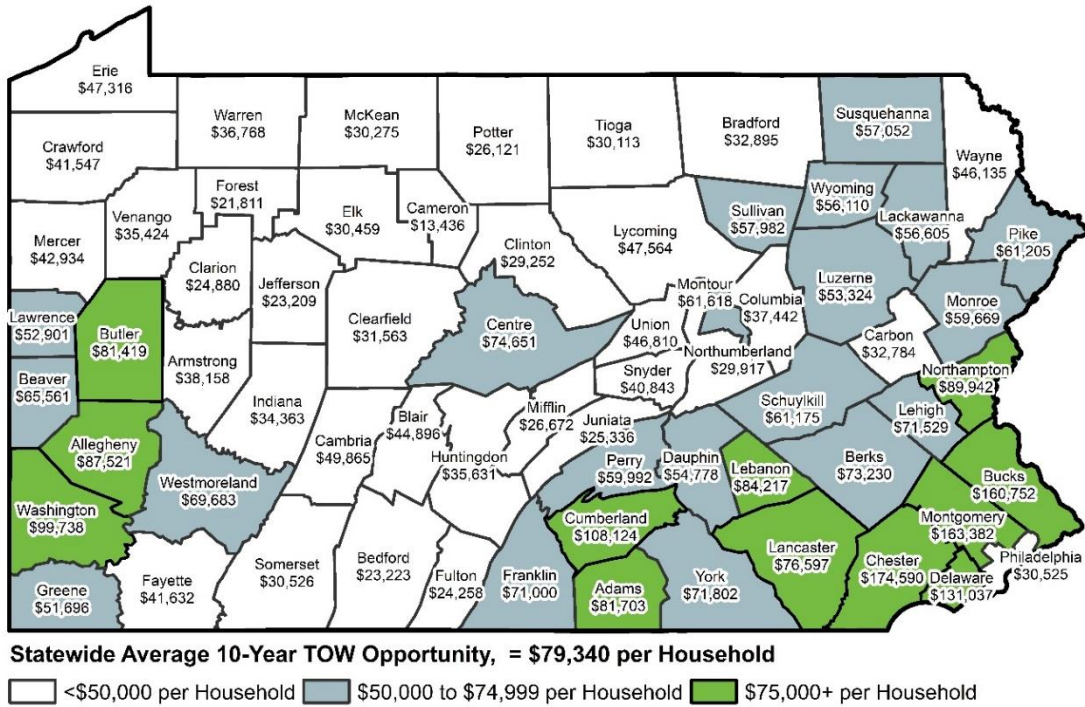 Erie
$47,316
Warren
$36,768
McKean
$30,275
Potter
$26,121
Tioga
$30,113
Bradford
$32,895
Susquehanna
$57,052
Wayne
$46,135
Crawford
$41,547
Forest
$21,811
Venango
$35,424
Elk
$30,459
Cameron
$13,436
Sullivan
$57,982
Wyoming
$56,110
Lackawanna
$56,605
Pike
$61,205
Mercer
$42,934
Clarion
$24,880
Jefferson
$23,209
Clinton
$29,252
Lycoming
$47,564
Luzerne
$53,324
Monroe
$59,669
Lawrence
$52,901
Butler
$81,419
Armstrong
$38,158
Clearfield
$31,563
Centre
$74,651
Union
$46,810
Montour
$61,618
Columbia
$37,442
Carbon
$32,784
Northampton
$89,942
Beaver
$65,561
Indiana
$34,363
Snyder
$40,843
Northumberland
$29,917
Schuylkill
$61,175
Lehigh
$71,529
Allegheny
$87,521
Westmoreland
$69,683
Cambria
$49,865
Blair
$44,896
Huntingdon
$35,631
Mifflin
$26,672
Juniata
$25,336
Perry
$59,992
Dauphin
$54,778
Lebanon
$84,217
Berks
$73,230
Bucks
$160,752
Montgomery
$163,382
Washington
$99,738
Cumberland
$108,124
Lancaster
$76,597
Chester
$174,590
Delaware
$131,037
Philadelphia
$30,525
Greene
$51,696
Fayette
$41,632
Somerset
$30,526
Bedford
$23,223
Fulton
$24,258
Franklin
$71,000
Adams
$81,703
York
$71,802
Statewide Average 10-Year TOW Opportunity, = $79,340 per Household
<$50,000 per Household $50,000 to $74,999 per Household $75,000+ per Household